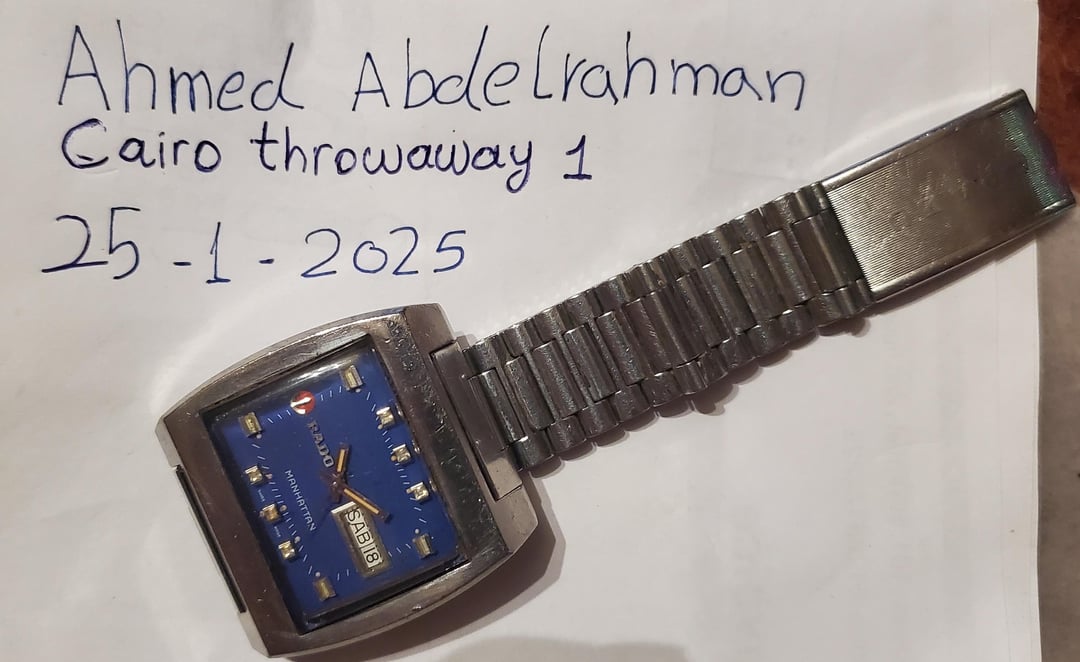 Ahmed Abdelrahman
Cairo throwaway 1
25-1-2025
RADO
MANHATTAN
SAB 18